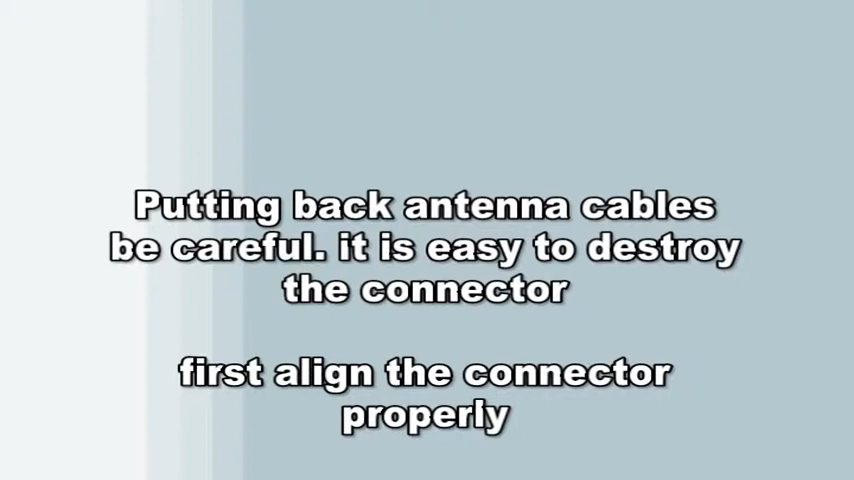 Putting back antenna cables
be careful. it is easy to destroy
the connector
first align the connector
properly